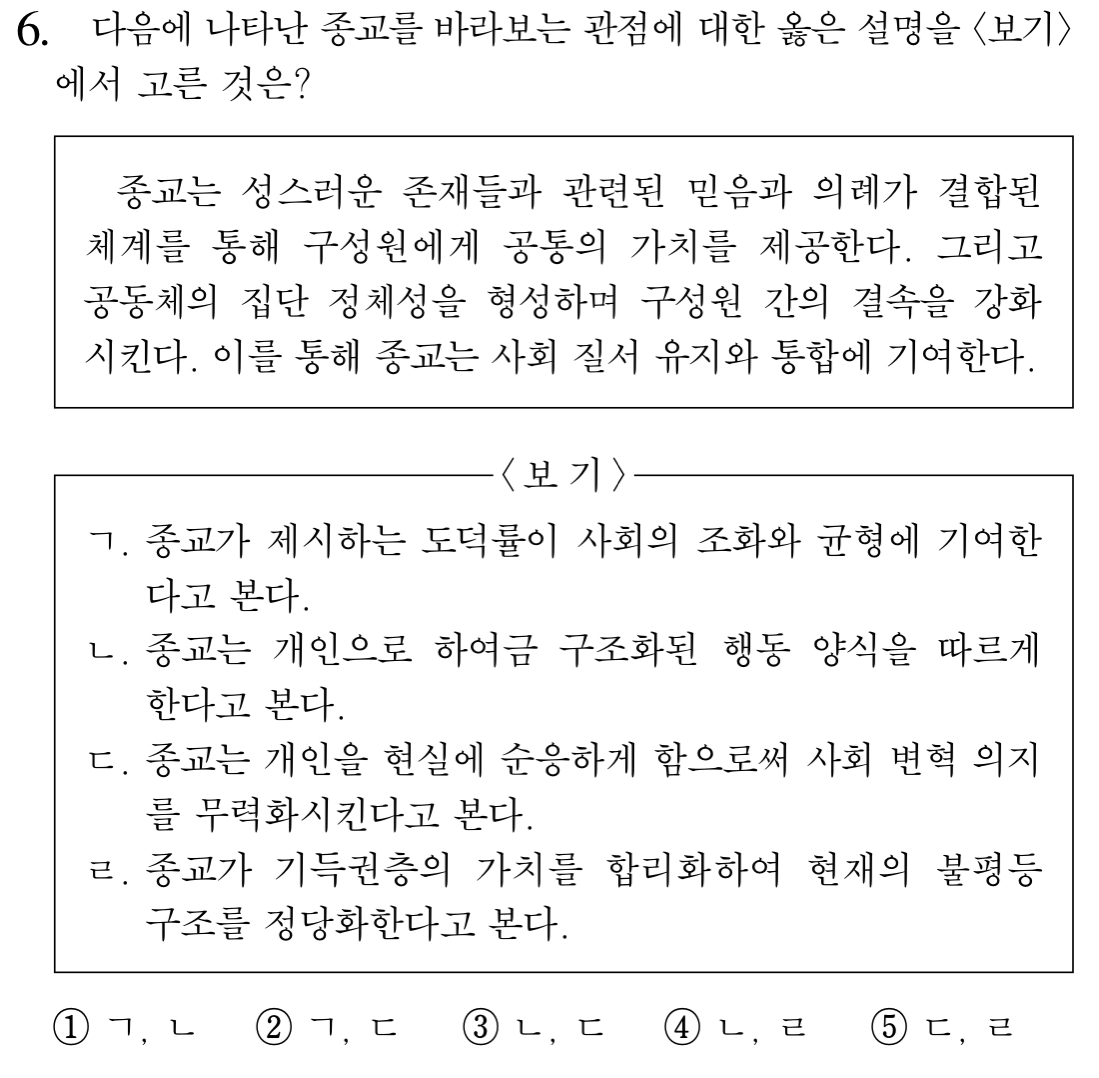 6. 다음에 나타난 종교를 바라보는 관점에 대한 옳은 설명을 〈보기〉
에서 고른 것은?
종교는 성스러운 존재들과 관련된 믿음과 의례가 결합된
체계를 통해 구성원에게 공통의 가치를 제공한다. 그리고
공동체의 집단 정체성을 형성하며 구성원 간의 결속을 강화
시킨다. 이를 통해 종교는 사회 질서 유지와 통합에 기여한다.
〈보 기〉
ㄱ. 종교가 제시하는 도덕률이 사회의 조화와 균형에 기여한
다고 본다.
ㄴ. 종교는 개인으로 하여금 구조화된 행동 양식을 따르게
한다고 본다.
ㄷ. 종교는 개인을 현실에 순응하게 함으로써 사회 변혁 의지
를 무력화시킨다고 본다.
ㄹ. 종교가 기득권층의 가치를 합리화하여 현재의 불평등
구조를 정당화한다고 본다.
① ㄱ, ㄴ ② ㄱ, ㄷ ③ ㄴ, ㄷ ④ ㄴ, ㄹ ⑤ ㄷ, ㄹ